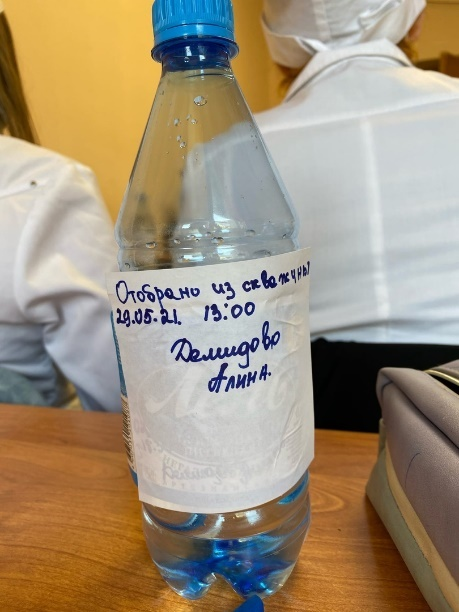 Отобрано из скважины
29.05.21. 13:00
Демидово
Алина.